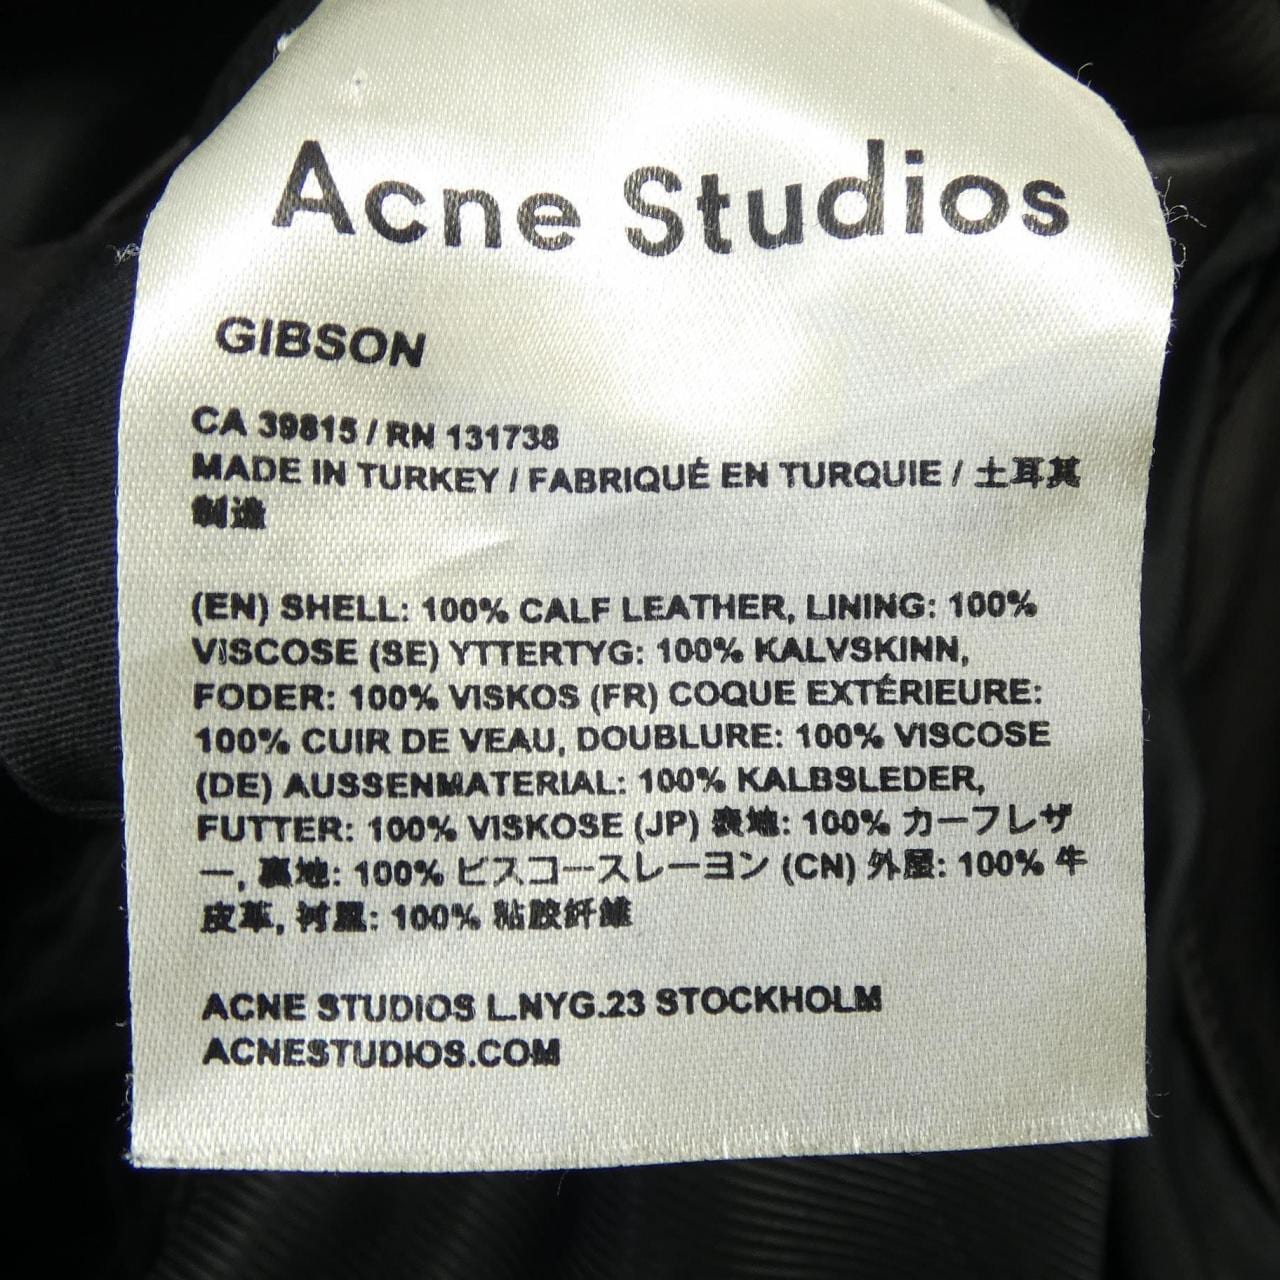 Acne Studios
GIBSON
CA 39815 / RN 131738
MADE IN TURKEY / FABRIQUÉ EN TURQUIE / 土耳其
制造
(EN) SHELL: 100% CALF LEATHER, LINING: 100%
VISCOSE (SE) YTTERTYG: 100% KALVSKINN,
FODER: 100% VISKOS (FR) COQUE EXTÉRIEURE:
100% CUIR DE VEAU, DOUBLURE: 100% VISCOSE
(DE) AUSSENMATERIAL: 100% KALBSLEDER,
FUTTER: 100% VISKOSE (JP) 表地: 100% カーフレザ
ー, 裏地: 100% ビスコースレーヨン (CN) 外层: 100% 牛
皮革, 衬里: 100% 粘胶纤维
ACNE STUDIOS L.NYG.23 STOCKHOLM
ACNESTUDIOS.COM